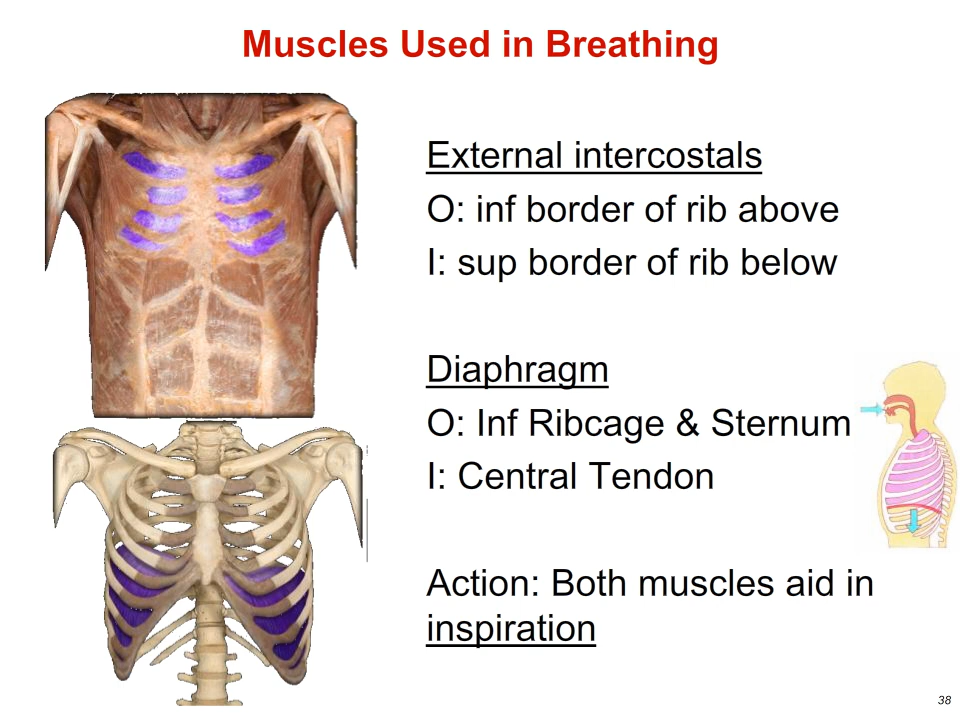 Muscles Used in Breathing
External intercostals
O: inf border of rib above
I: sup border of rib below
Diaphragm
O: Inf Ribcage & Sternum
I: Central Tendon
Action: Both muscles aid in
inspiration
38